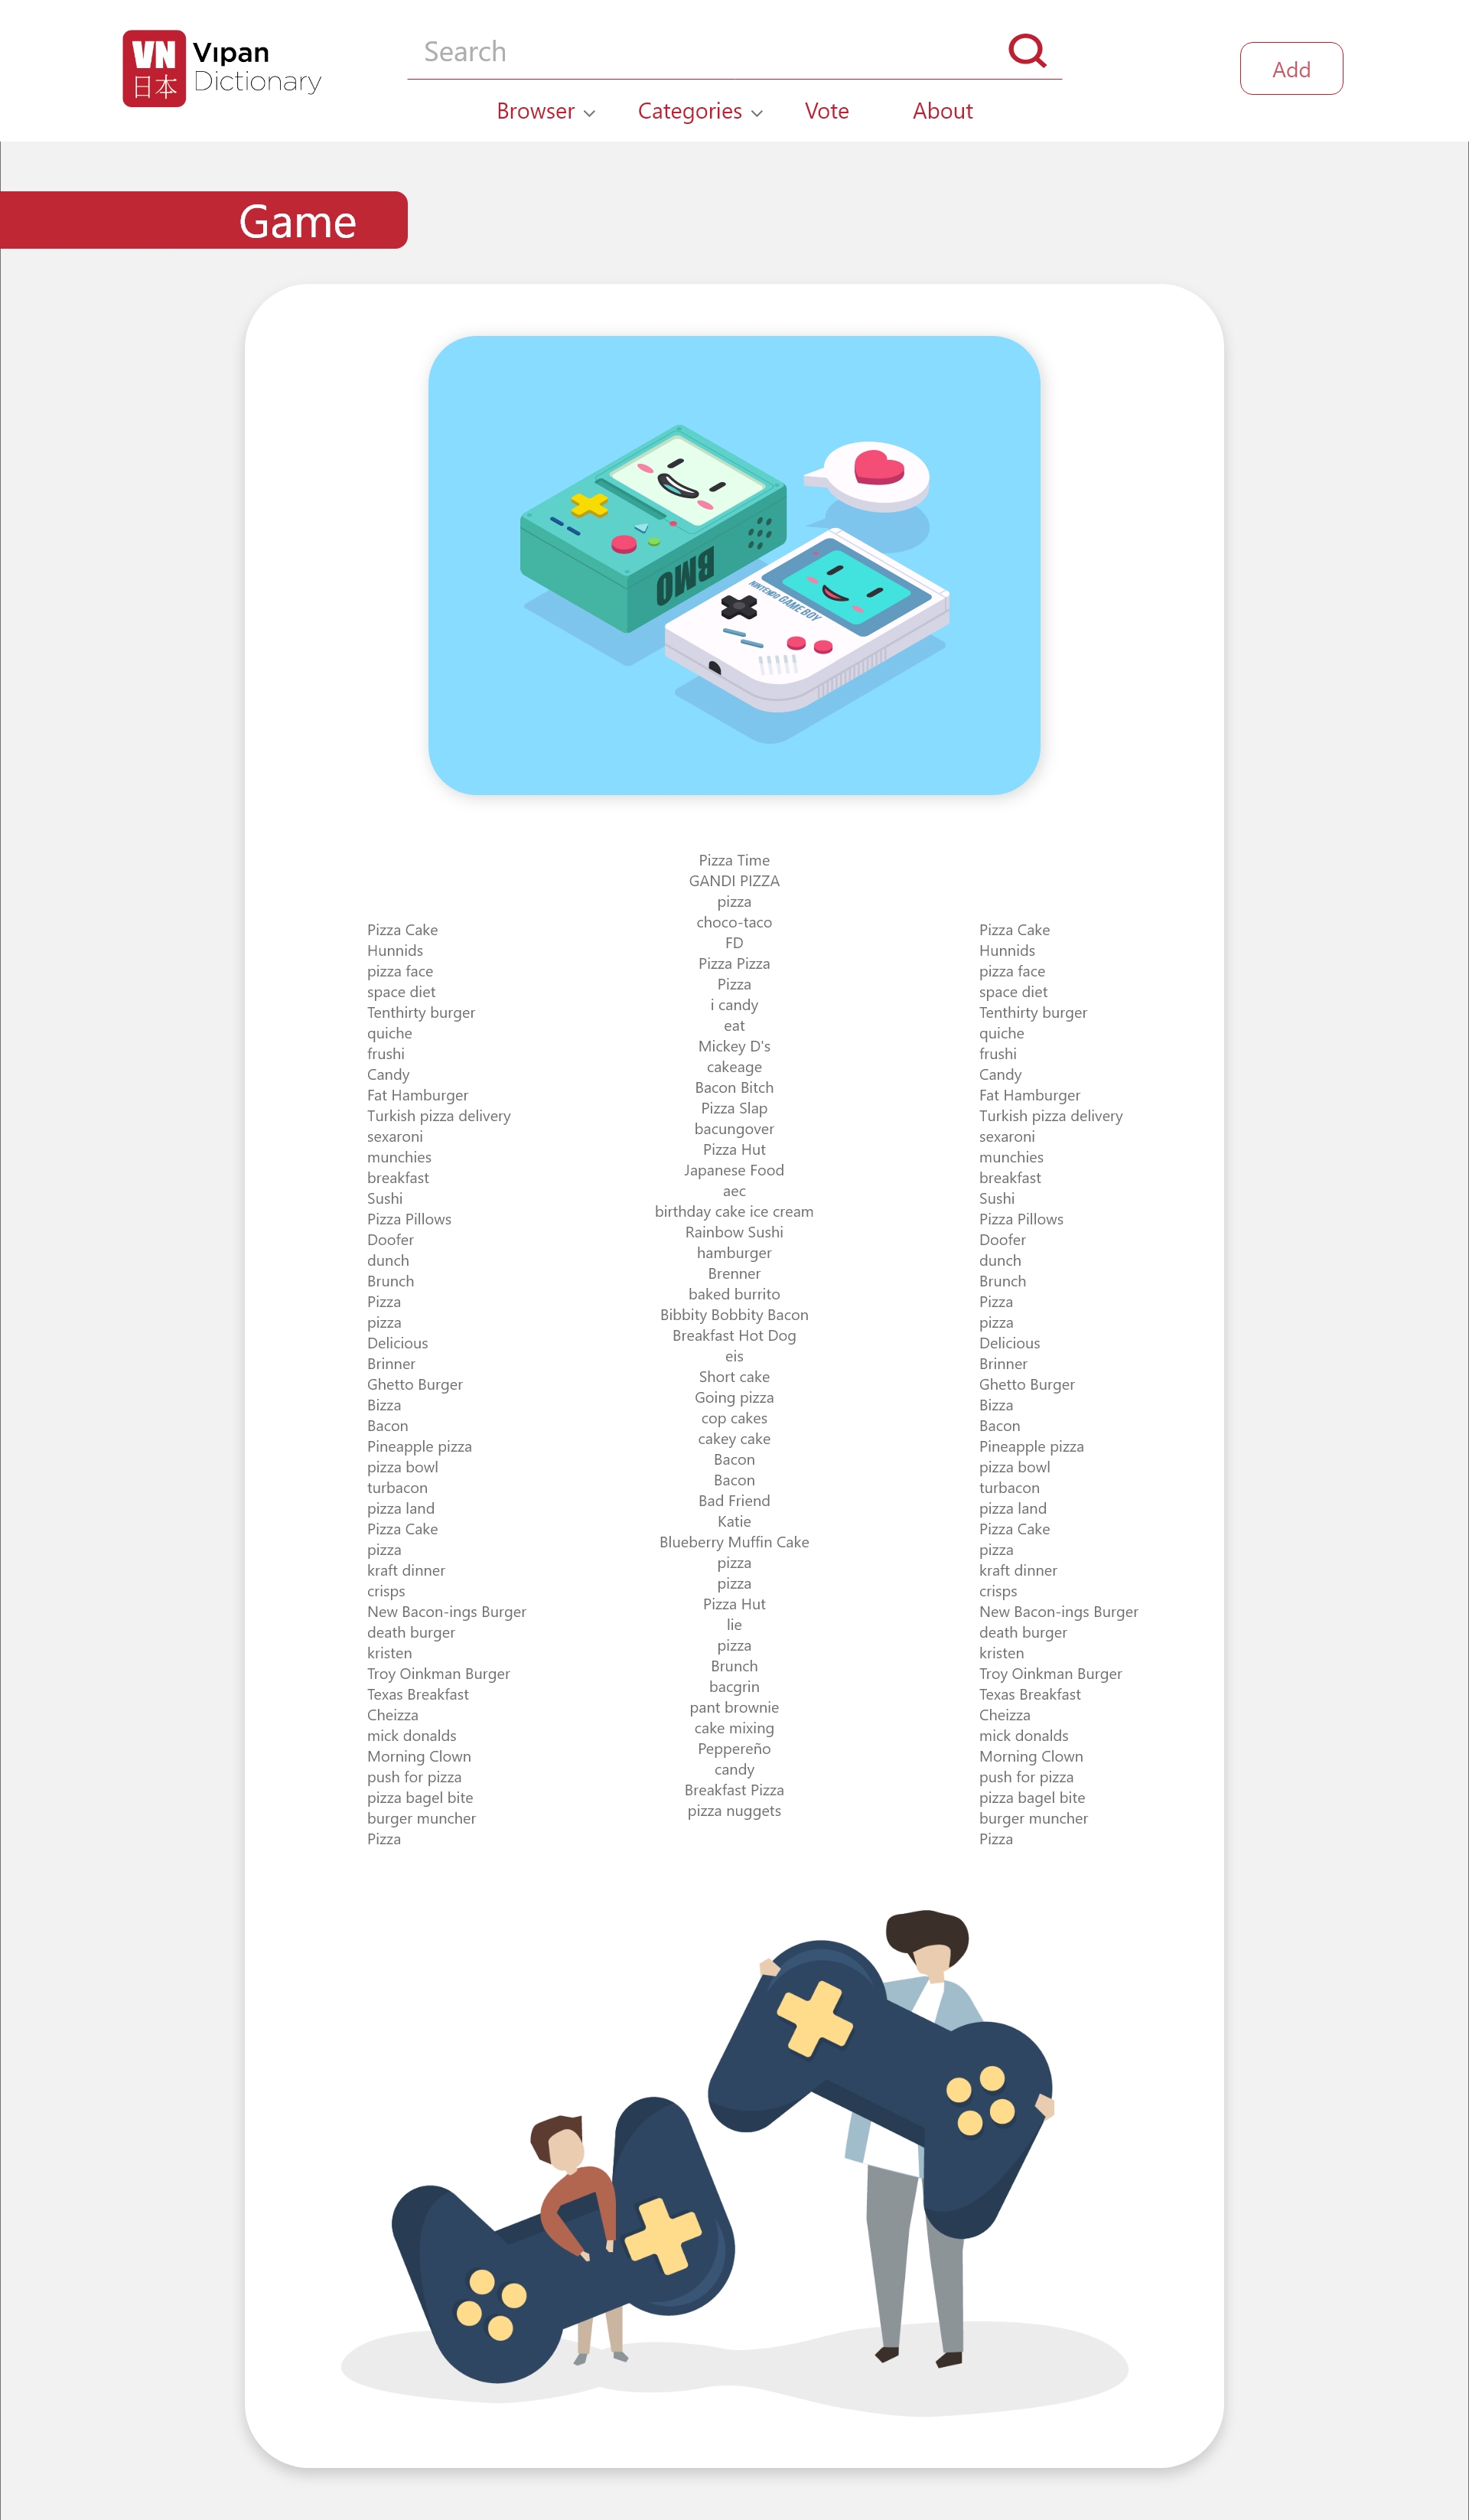 VN
日本
Vıpan
Dictionary
Search
Add
Browser
Categories
Vote
About
Game
BMO
NINTENDO GAME BOY
Pizza Cake
Hunnids
pizza face
space diet
Tenthirty burger
quiche
frushi
Candy
Fat Hamburger
Turkish pizza delivery
sexaroni
munchies
breakfast
Sushi
Pizza Pillows
Doofer
dunch
Brunch
Pizza
pizza
Delicious
Brinner
Ghetto Burger
Bizza
Bacon
Pineapple pizza
pizza bowl
turbacon
pizza land
Pizza Cake
pizza
kraft dinner
crisps
New Bacon-ings Burger
death burger
kristen
Troy Oinkman Burger
Texas Breakfast
Cheizza
mick donalds
Morning Clown
push for pizza
pizza bagel bite
burger muncher
Pizza
Pizza Time
GANDI PIZZA
pizza
choco-taco
FD
Pizza Pizza
Pizza
i candy
eat
Mickey D's
cakeage
Bacon Bitch
Pizza Slap
bacungover
Pizza Hut
Japanese Food
aec
birthday cake ice cream
Rainbow Sushi
hamburger
Brenner
baked burrito
Bibbity Bobbity Bacon
Breakfast Hot Dog
eis
Short cake
Going pizza
cop cakes
cakey cake
Bacon
Bacon
Bad Friend
Katie
Blueberry Muffin Cake
pizza
pizza
Pizza Hut
lie
pizza
Brunch
bacgrin
pant brownie
cake mixing
Peppereño
candy
Breakfast Pizza
pizza nuggets
Pizza Cake
Hunnids
pizza face
space diet
Tenthirty burger
quiche
frushi
Candy
Fat Hamburger
Turkish pizza delivery
sexaroni
munchies
breakfast
Sushi
Pizza Pillows
Doofer
dunch
Brunch
Pizza
pizza
Delicious
Brinner
Ghetto Burger
Bizza
Bacon
Pineapple pizza
pizza bowl
turbacon
pizza land
Pizza Cake
pizza
kraft dinner
crisps
New Bacon-ings Burger
death burger
kristen
Troy Oinkman Burger
Texas Breakfast
Cheizza
mick donalds
Morning Clown
push for pizza
pizza bagel bite
burger muncher
Pizza